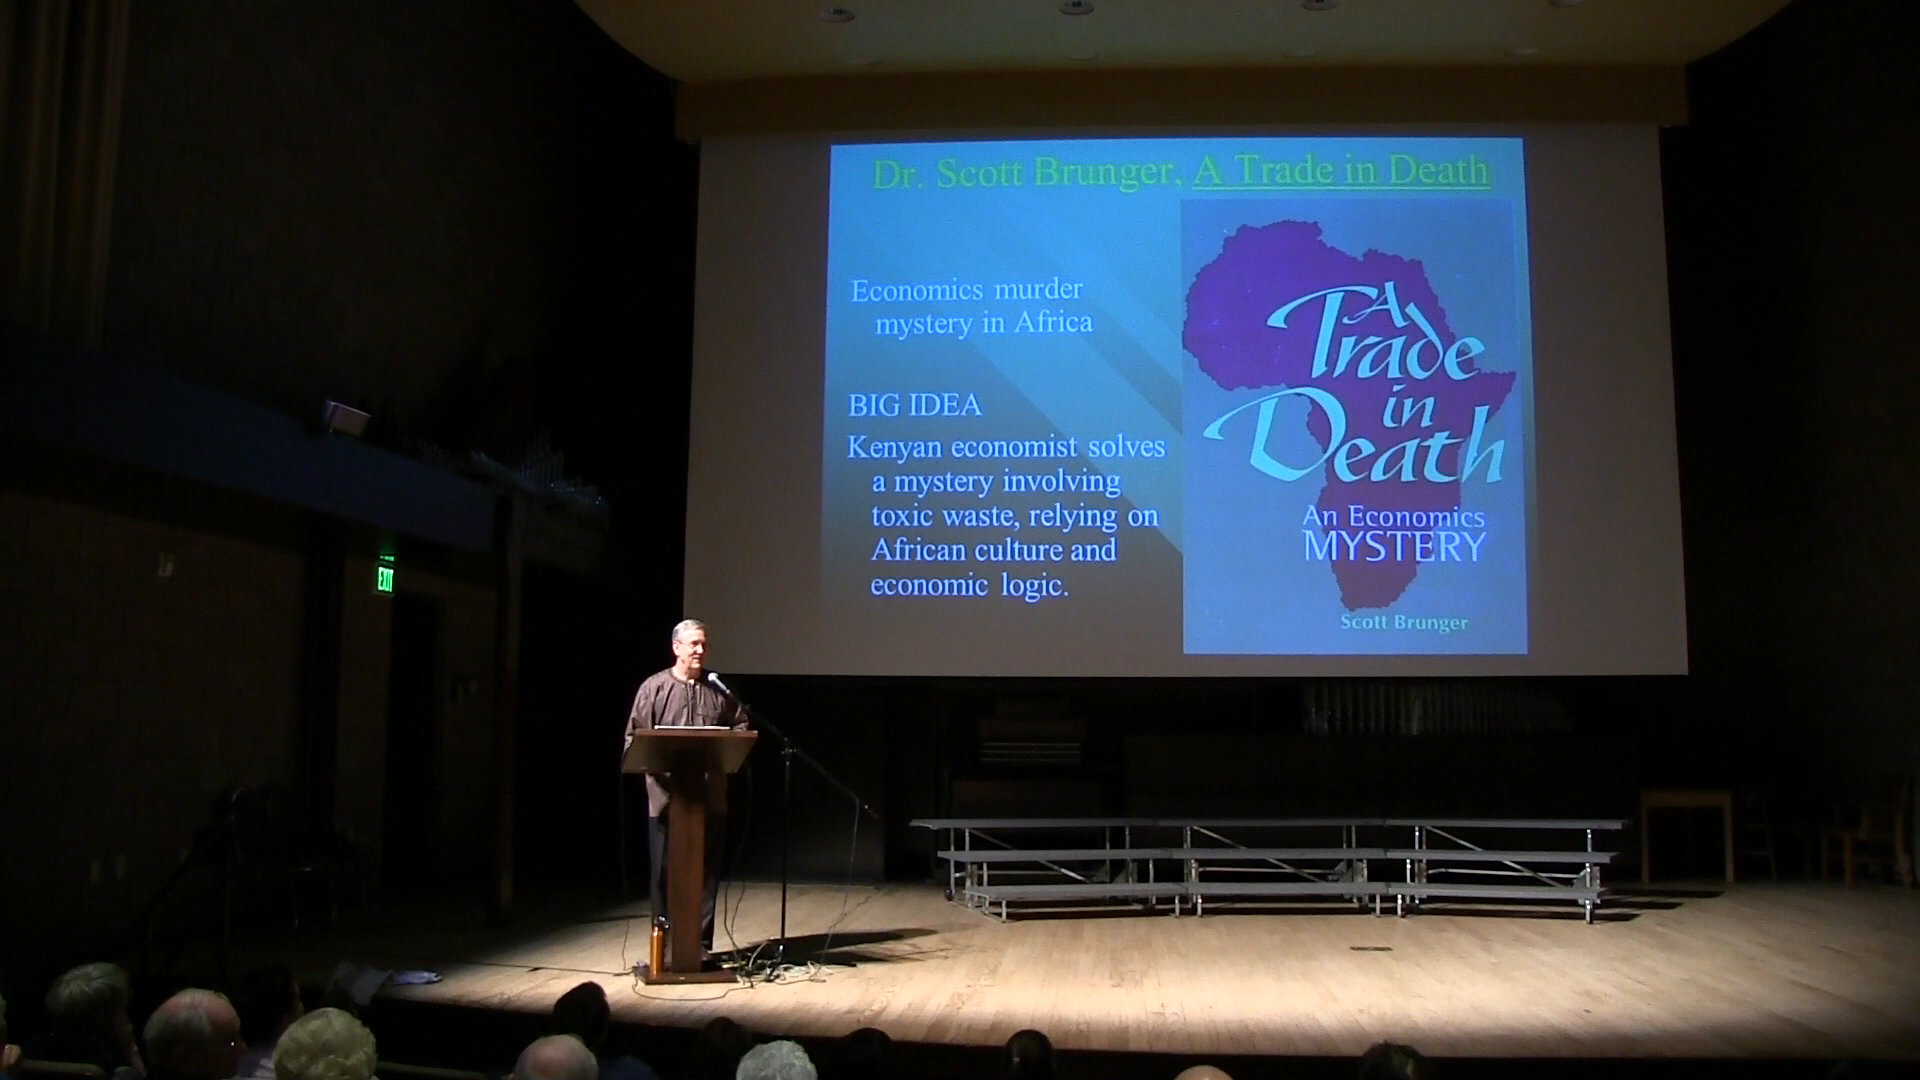 Dr. Scott Brunger, A Trade in Death
Economics murder
mystery in Africa
BIG IDEA
Kenyan economist solves
a mystery involving
toxic waste, relying on
African culture and
economic logic.
A
Trade
in
Death
An Economics
MYSTERY
Scott Brunger
EXIT